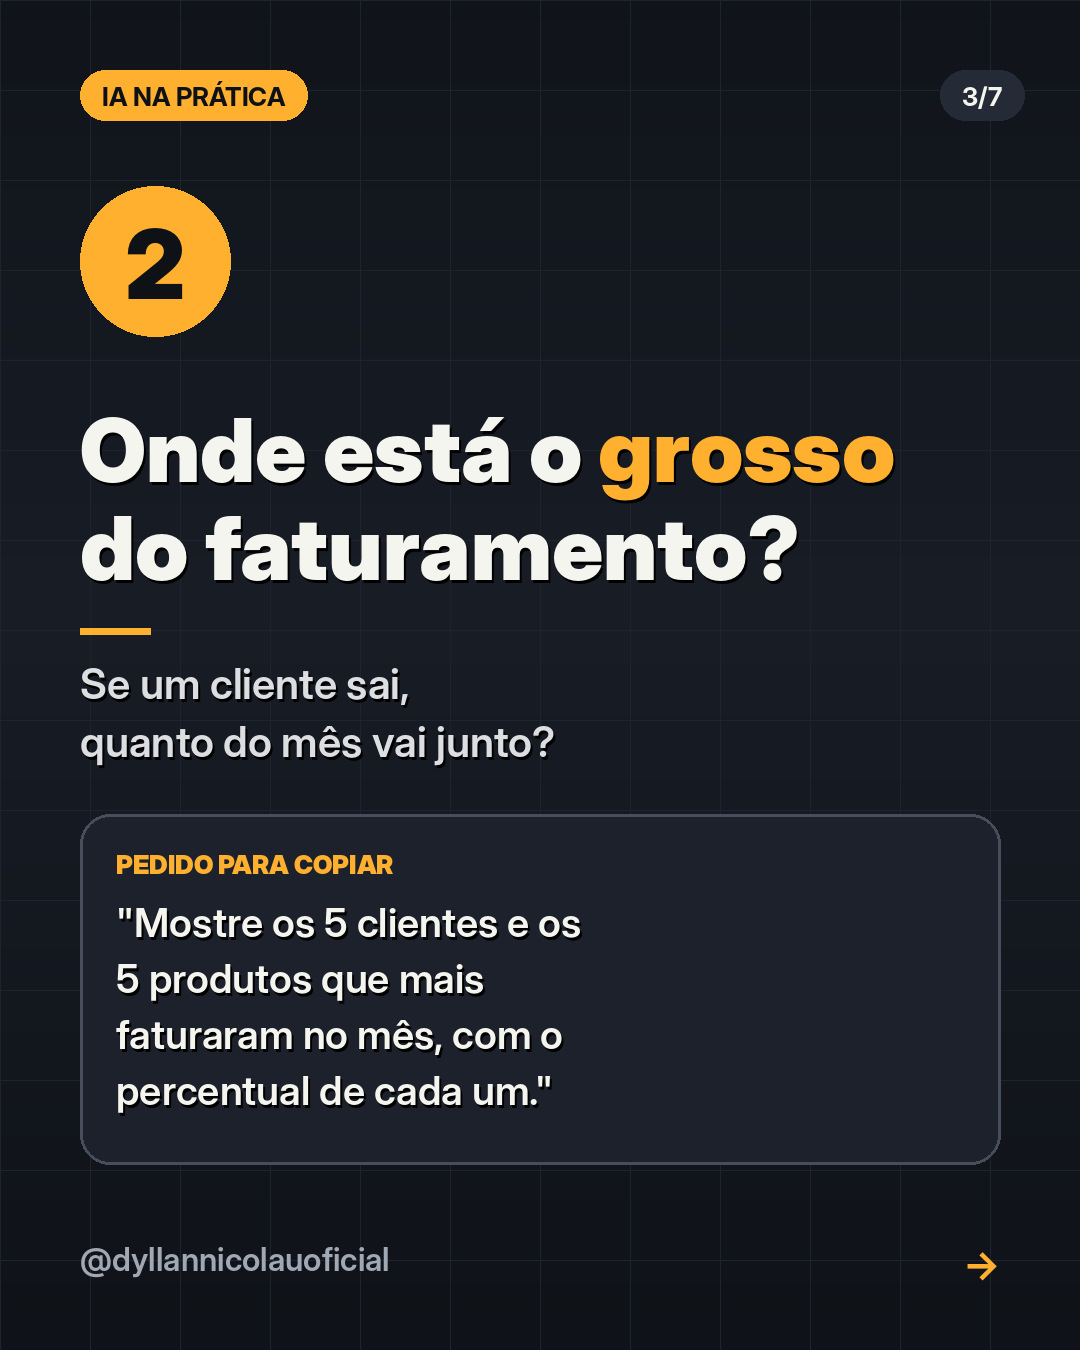 IA NA PRÁTICA
3/7
2
Onde está o grosso
do faturamento?
Se um cliente sai,
quanto do mês vai junto?
PEDIDO PARA COPIAR
"Mostre os 5 clientes e os
5 produtos que mais
faturaram no mês, com o
percentual de cada um."
@dyllannicolauoficial
→